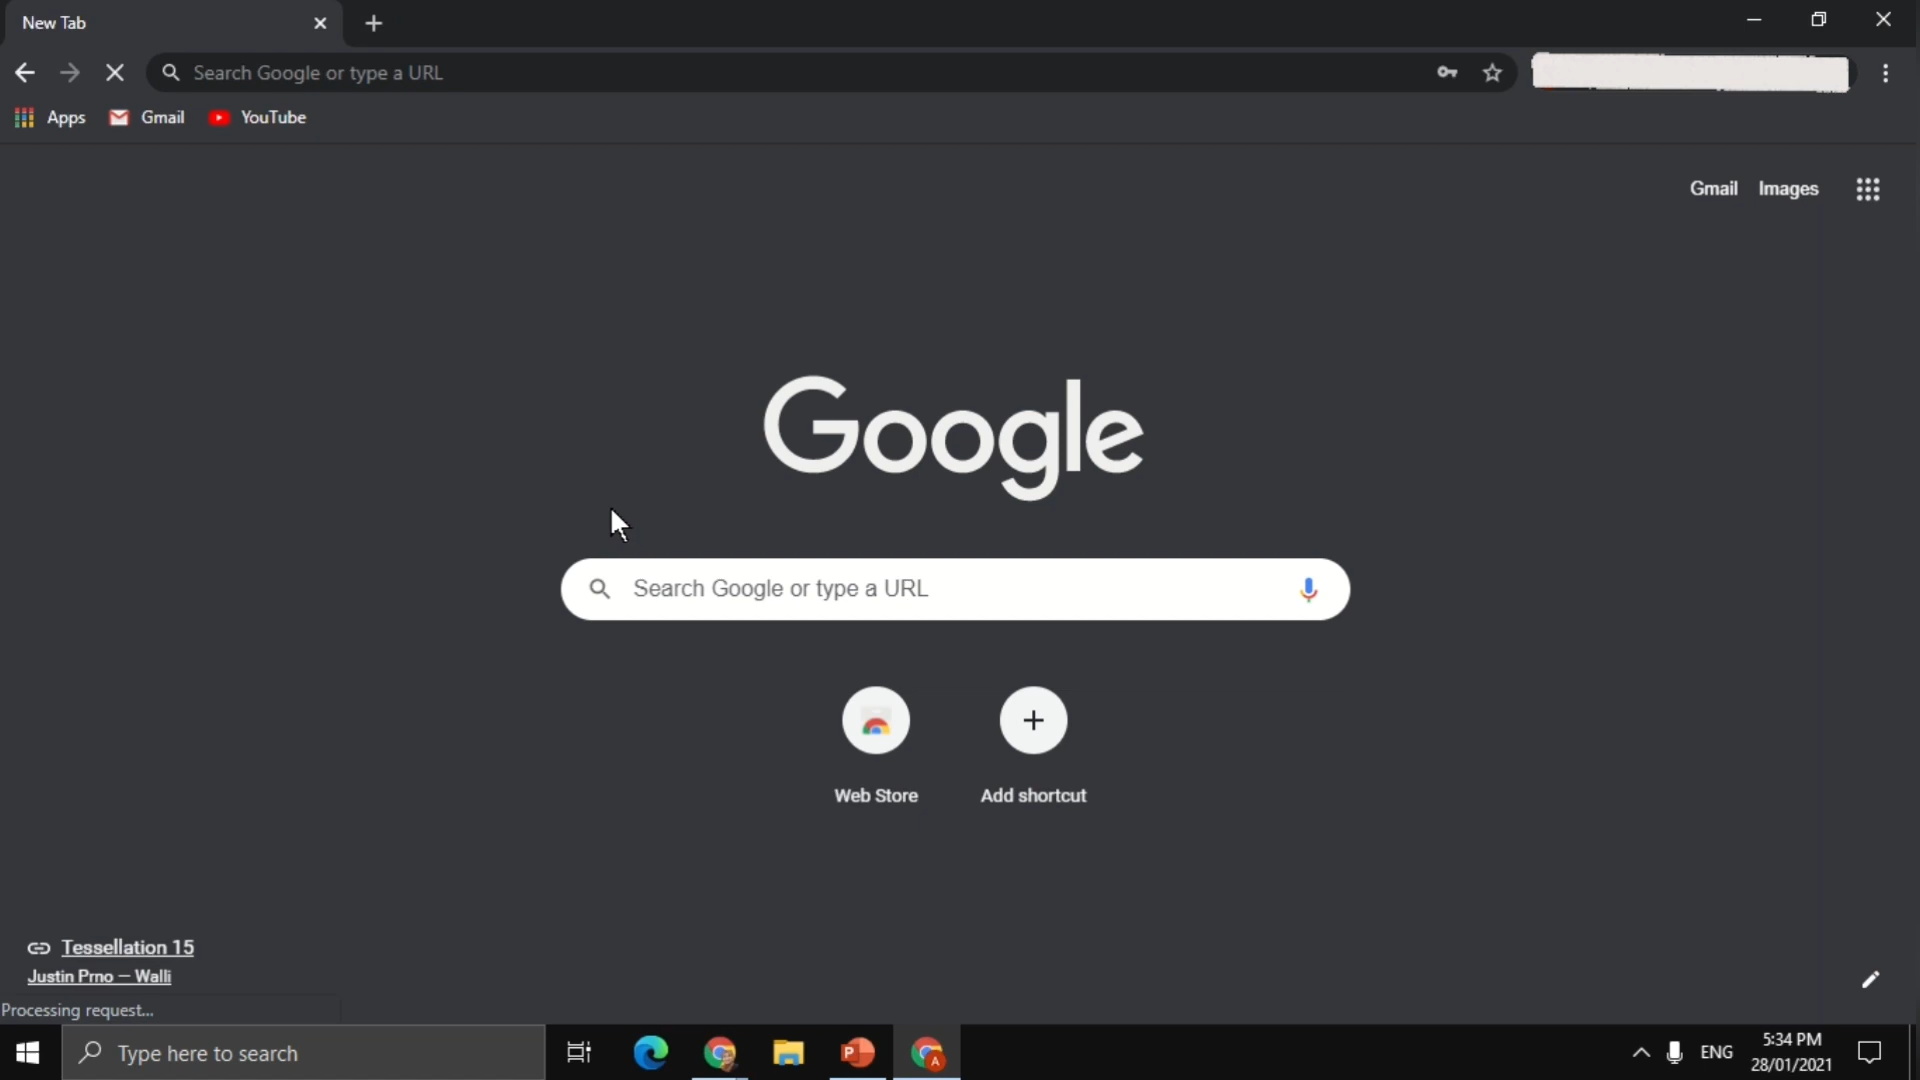 New Tab
Search Google or type a URL
Apps Gmail YouTube
Gmail Images
Google
Search Google or type a URL
Web Store Add shortcut
Tessellation 15
Justin Prno — Walli
Processing request...
Type here to search
ENG
5:34 PM
28/01/2021